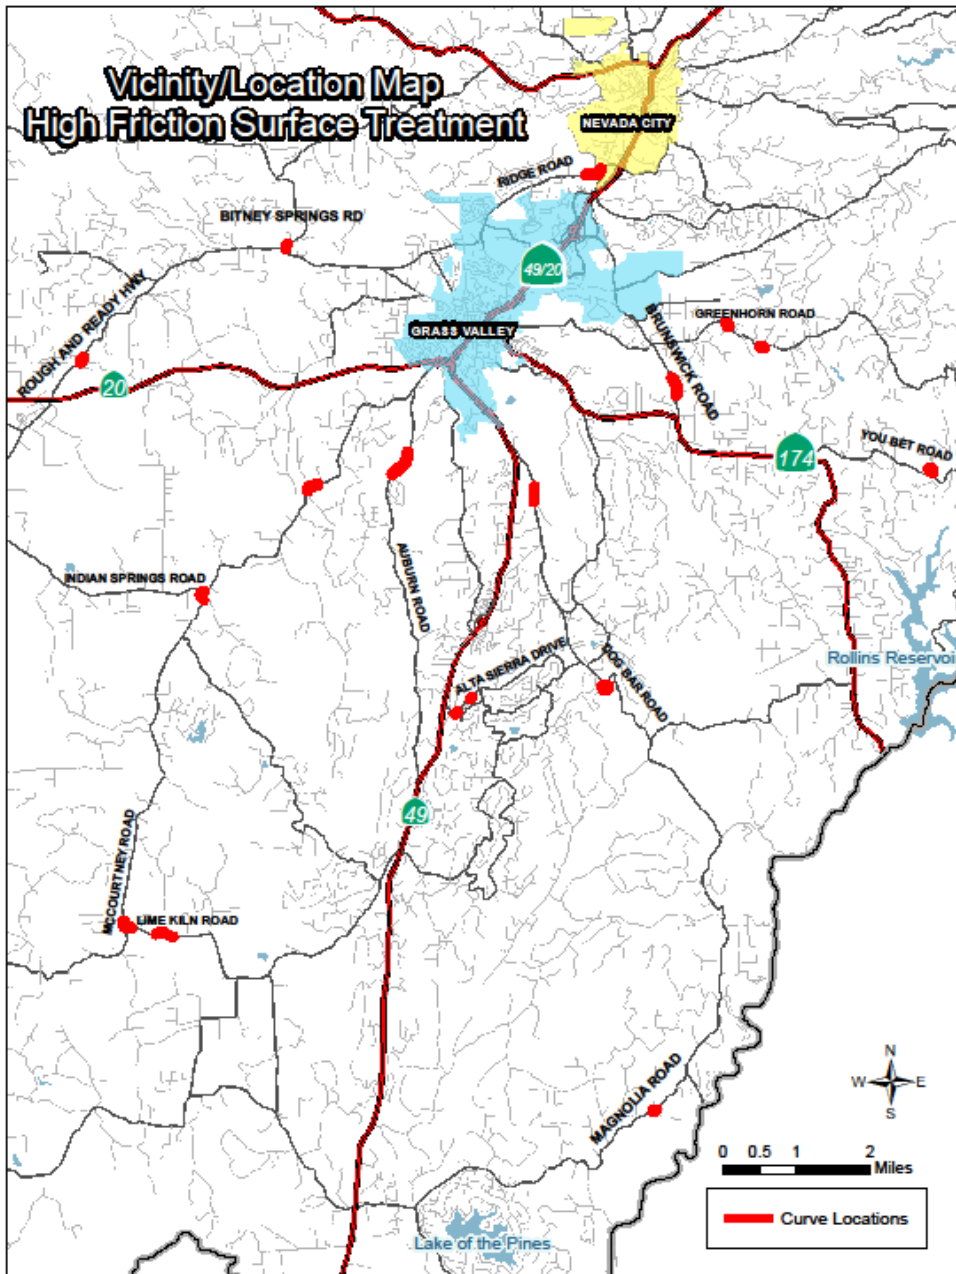 Vicinity/Location Map
High Friction Surface Treatment
NEVADA CITY
RIDGE ROAD
BITNEY SPRINGS RD
49/20
ROUGH AND READY HWY
GRASS VALLEY
BRUNSWICK ROAD
GREENHORN ROAD
20
174
YOU BET ROAD
INDIAN SPRINGS ROAD
AUBURN ROAD
ALTA SIERRA DRIVE
DOG BAR ROAD
Rollins Reservoir
49
MCCOURTNEY ROAD
LIME KILN ROAD
MAGNOLIA ROAD
N
W E
S
0 0.5 1 2
Miles
Curve Locations
Lake of the Pines